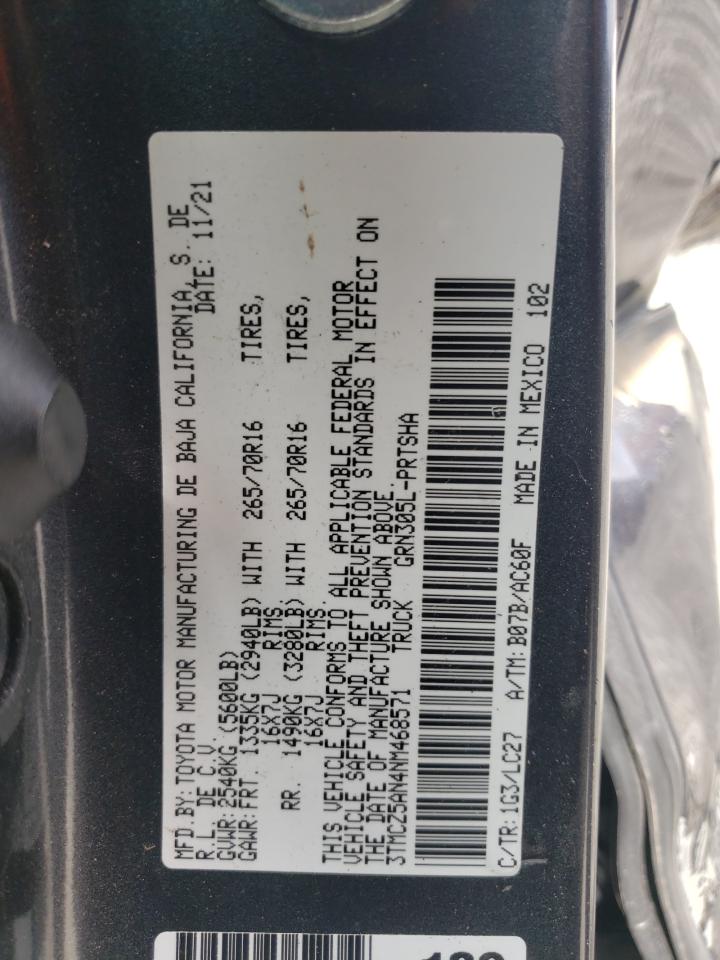 MFD BY: TOYOTA MOTOR MANUFACTURING DE BAJA CALIFORNIA, S. DE
R. L. DE C. V. DATE: 11/21
GVWR: 2540KG (5600LB)
GAWR: FRT. 1335KG (2940LB) WITH 265/70R16 TIRES,
16X7J RIMS.
RR. 1490KG (3280LB) WITH 265/70R16 TIRES,
16X7J RIMS.
THIS VEHICLE CONFORMS TO ALL APPLICABLE FEDERAL MOTOR
VEHICLE SAFETY AND THEFT PREVENTION STANDARDS IN EFFECT ON
THE DATE OF MANUFACTURE SHOWN ABOVE.
3TMCZ5AN4NM468571 TRUCK GRN305L-PRTSHA
C/TR: 1G3/LC27 A/TM: B07B/AC60F MADE IN MEXICO 102